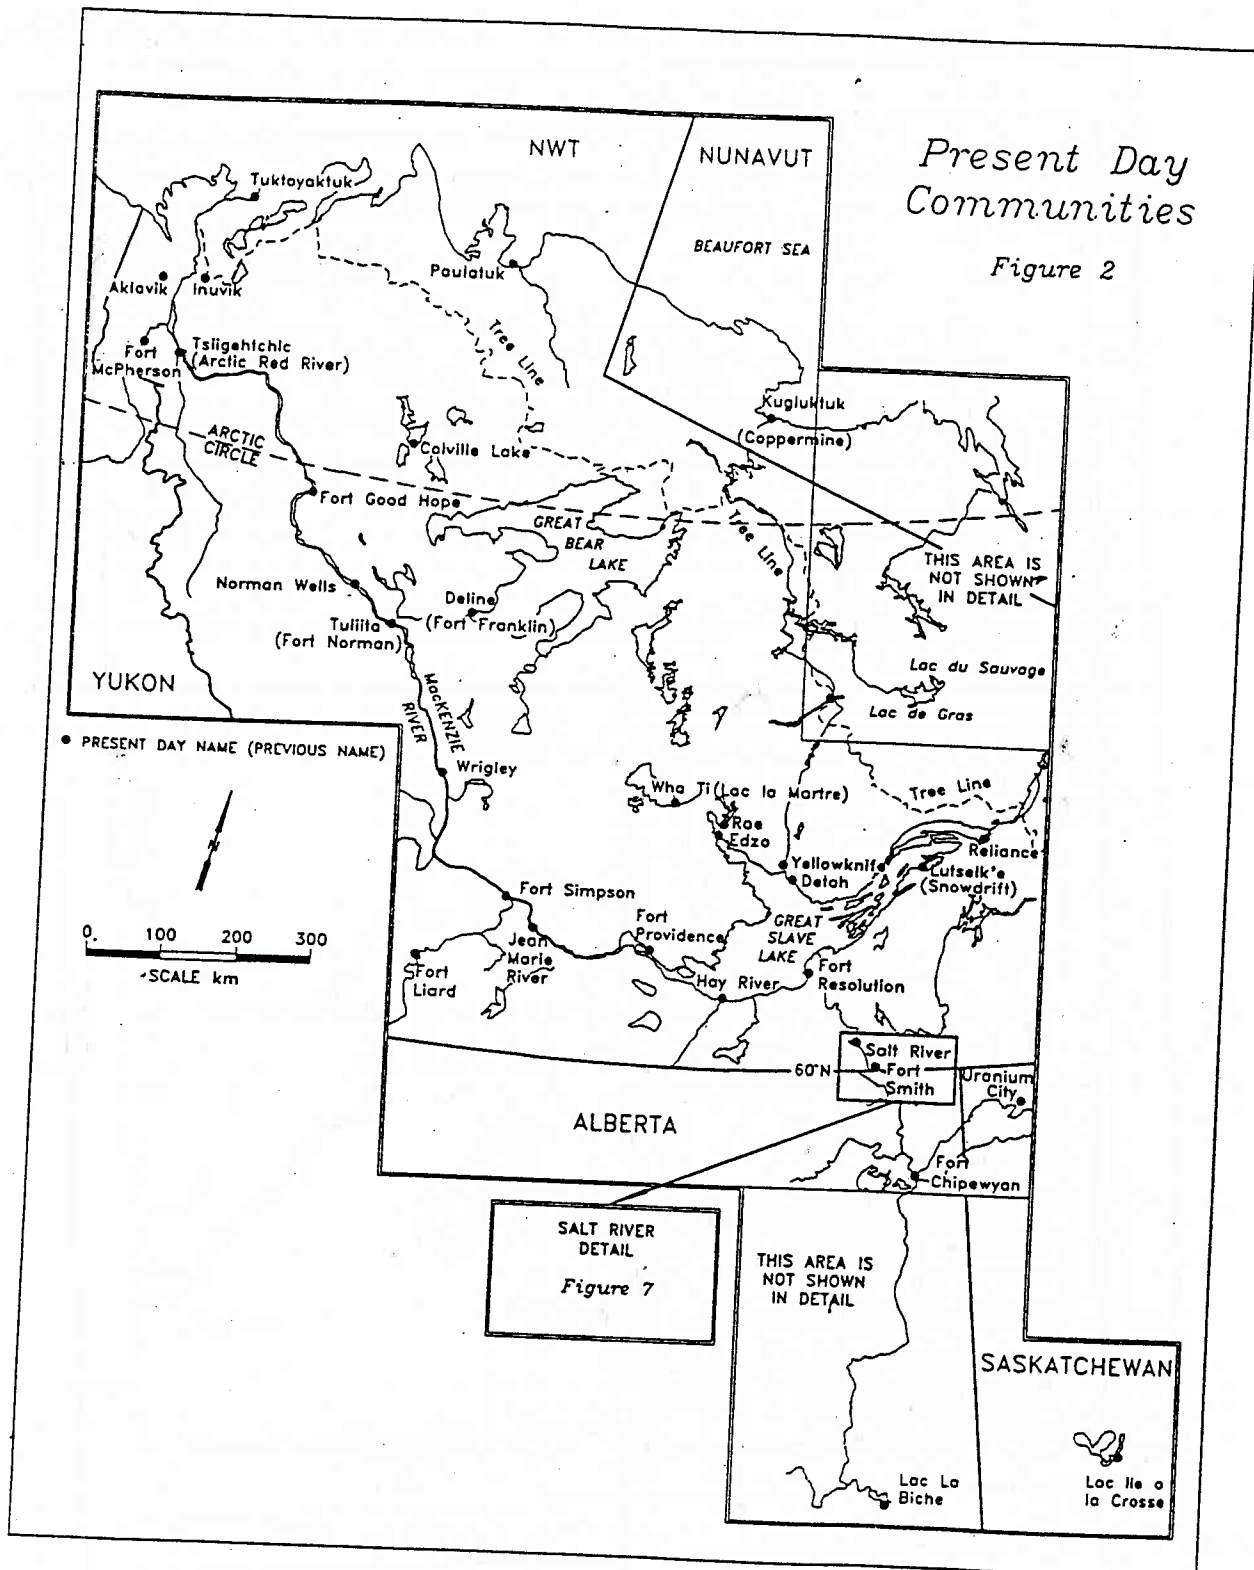 Present Day
Communities
Figure 2
NWT
NUNAVUT
BEAUFORT SEA
Tuktoyaktuk
Paulatuk
Aklavik
Inuvik
Tree Line
Fort
McPherson
Tsiigehtchic
(Arctic Red River)
Kugluktuk
(Coppermine)
ARCTIC
CIRCLE
Colville Lake
Fort Good Hope
GREAT
BEAR
LAKE
Tree Line
THIS AREA IS
NOT SHOWN
IN DETAIL
Norman Wells
Deline
(Fort Franklin)
Tuliita
(Fort Norman)
Lac du Sauvage
Lac de Gras
YUKON
MacKENZIE
RIVER
PRESENT DAY NAME (PREVIOUS NAME)
Wrigley
Wha Ti (Lac la Martre)
Tree Line
Rae
Edzo
Reliance
Yellowknife
Detah
Lutselk'e
(Snowdrift)
N
Fort Simpson
Fort
Providence
GREAT
SLAVE
LAKE
0. 100 200 300
SCALE km
Jean
Marie
River
Fort
Liard
Hay River
Fort
Resolution
Salt River
60°N
Fort
Smith
Uranium
City
ALBERTA
Fort
Chipewyan
SALT RIVER
DETAIL
Figure 7
THIS AREA IS
NOT SHOWN
IN DETAIL
SASKATCHEWAN
Lac La
Biche
Lac Ile a
la Crosse